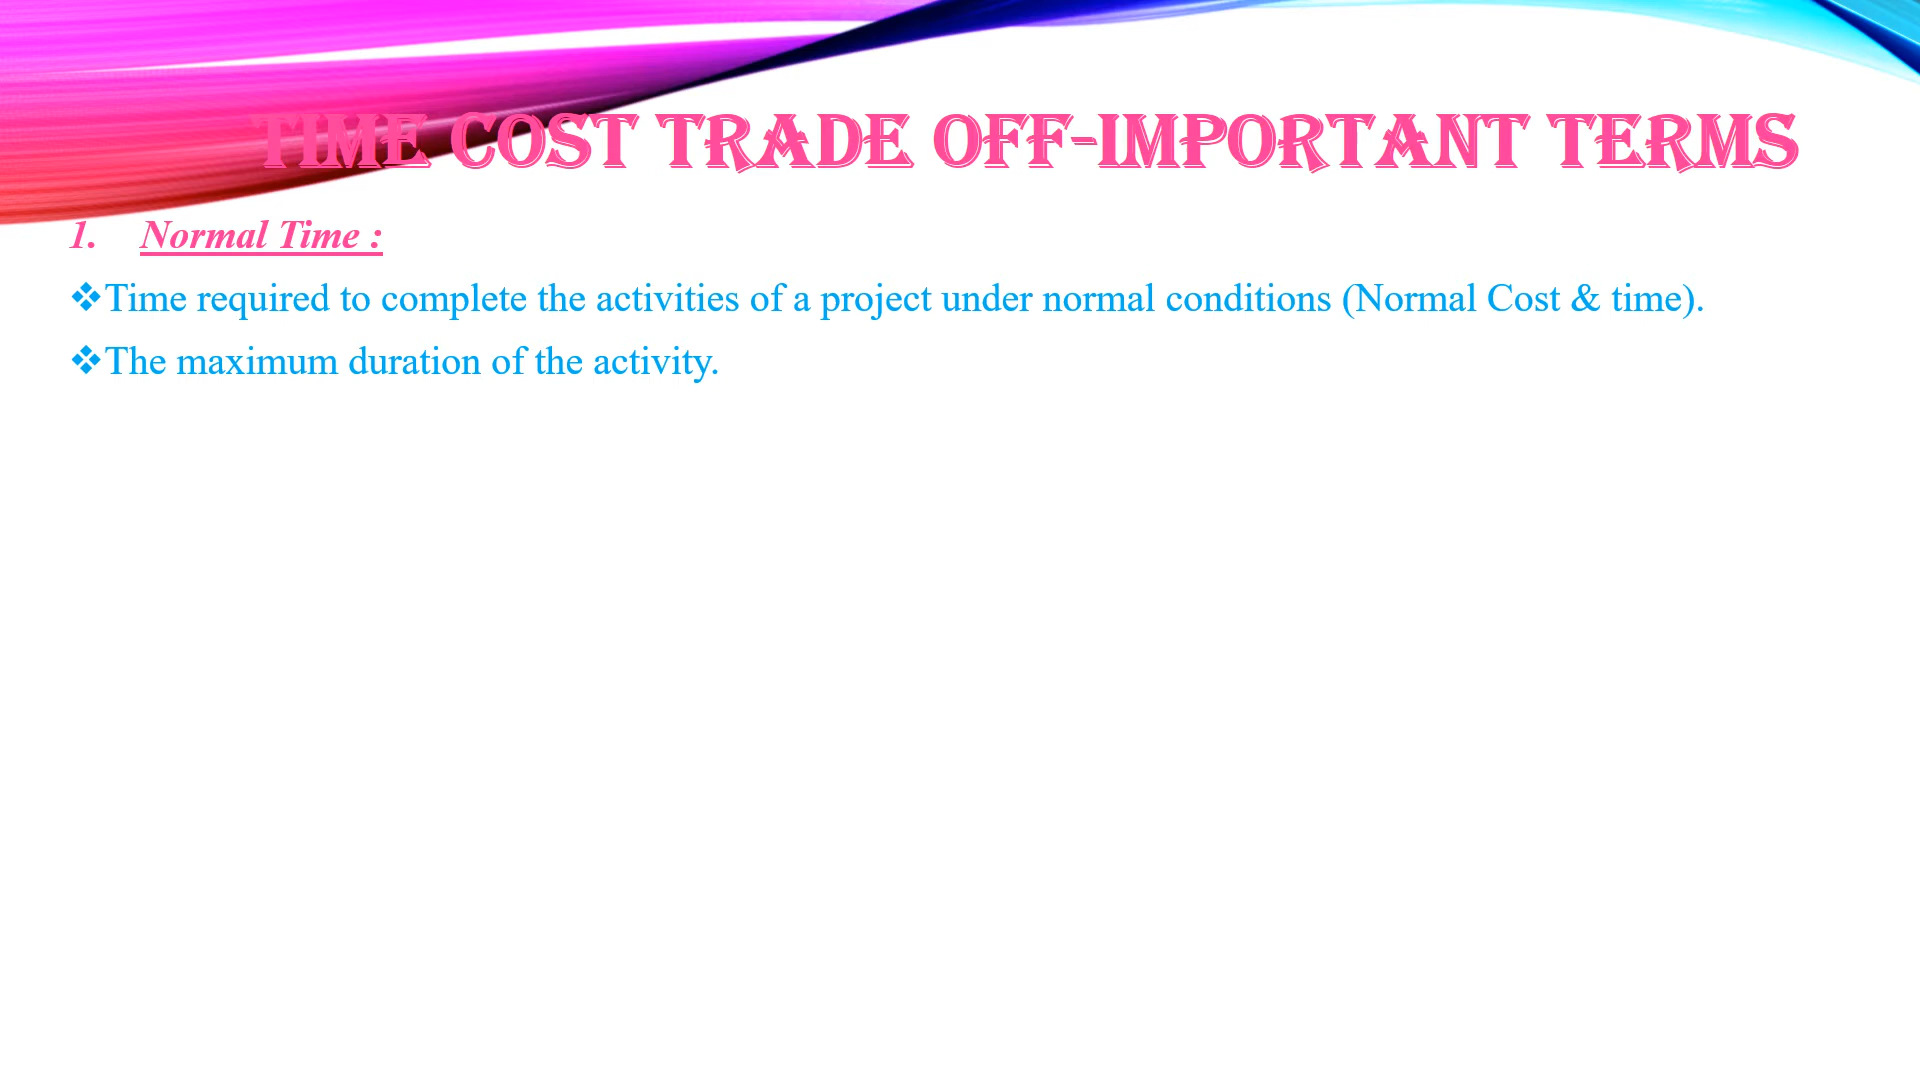 TIME COST TRADE OFF-IMPORTANT TERMS
1. Normal Time :
❖Time required to complete the activities of a project under normal conditions (Normal Cost & time).
❖The maximum duration of the activity.